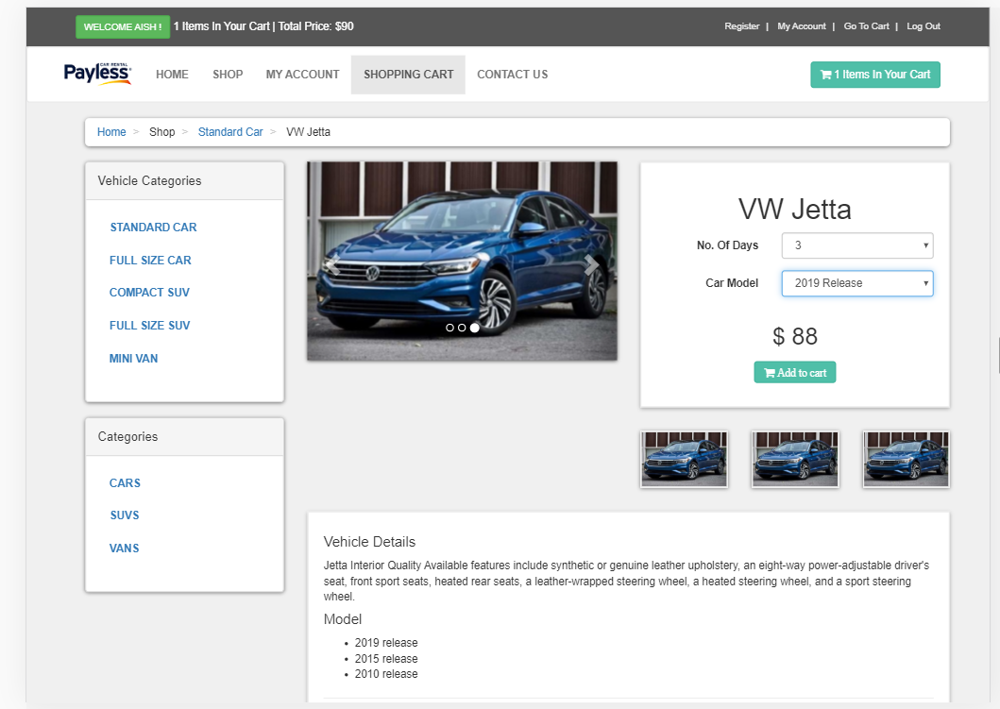 WELCOME AISH ! 1 Items In Your Cart | Total Price: $90
Register | My Account | Go To Cart | Log Out
CAR RENTAL
Payless
HOME SHOP MY ACCOUNT SHOPPING CART CONTACT US
1 Items In Your Cart
Home > Shop > Standard Car > VW Jetta
Vehicle Categories
STANDARD CAR
FULL SIZE CAR
COMPACT SUV
FULL SIZE SUV
MINI VAN
Categories
CARS
SUVS
VANS
VW Jetta
No. Of Days 3
Car Model 2019 Release
$ 88
Add to cart
Vehicle Details
Jetta Interior Quality Available features include synthetic or genuine leather upholstery, an eight-way power-adjustable driver's
seat, front sport seats, heated rear seats, a leather-wrapped steering wheel, a heated steering wheel, and a sport steering
wheel.
Model
• 2019 release
• 2015 release
• 2010 release